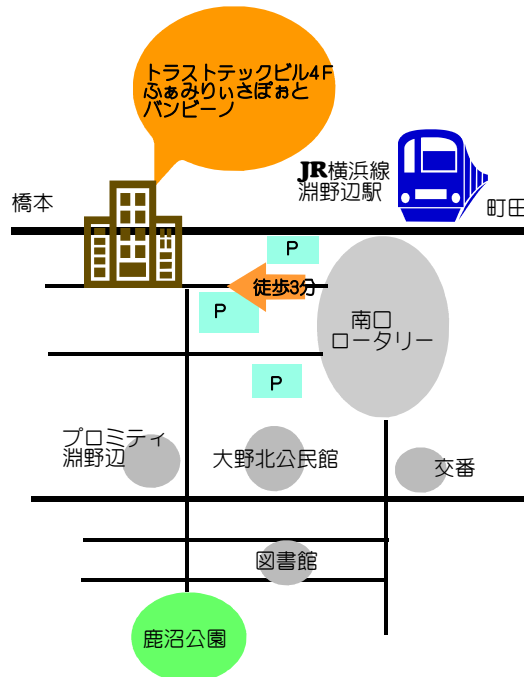 トラストテックビル4F
ふぁみりぃさぽぉと
バンビーノ
JR横浜線
淵野辺駅
橋本
町田
P
徒歩3分
P
南口
ロータリー
P
プロミティ
淵野辺
大野北公民館
交番
図書館
鹿沼公園